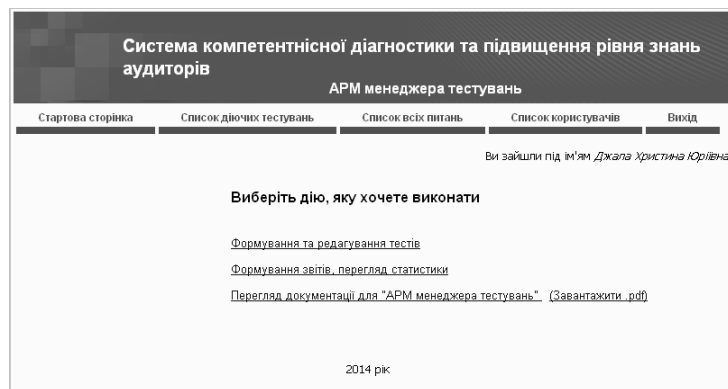 Система компетентнісної діагностики та підвищення рівня знань
аудиторів
АРМ менеджера тестувань
Стартова сторінка Список діючих тестувань Список всіх питань Список користувачів Вихід
Ви зайшли під ім'ям Джала Христина Юріївна
Виберіть дію, яку хочете виконати
Формування та редагування тестів
Формування звітів, перегляд статистики
Перегляд документації для "АРМ менеджера тестувань" (Завантажити .pdf)
2014 рік